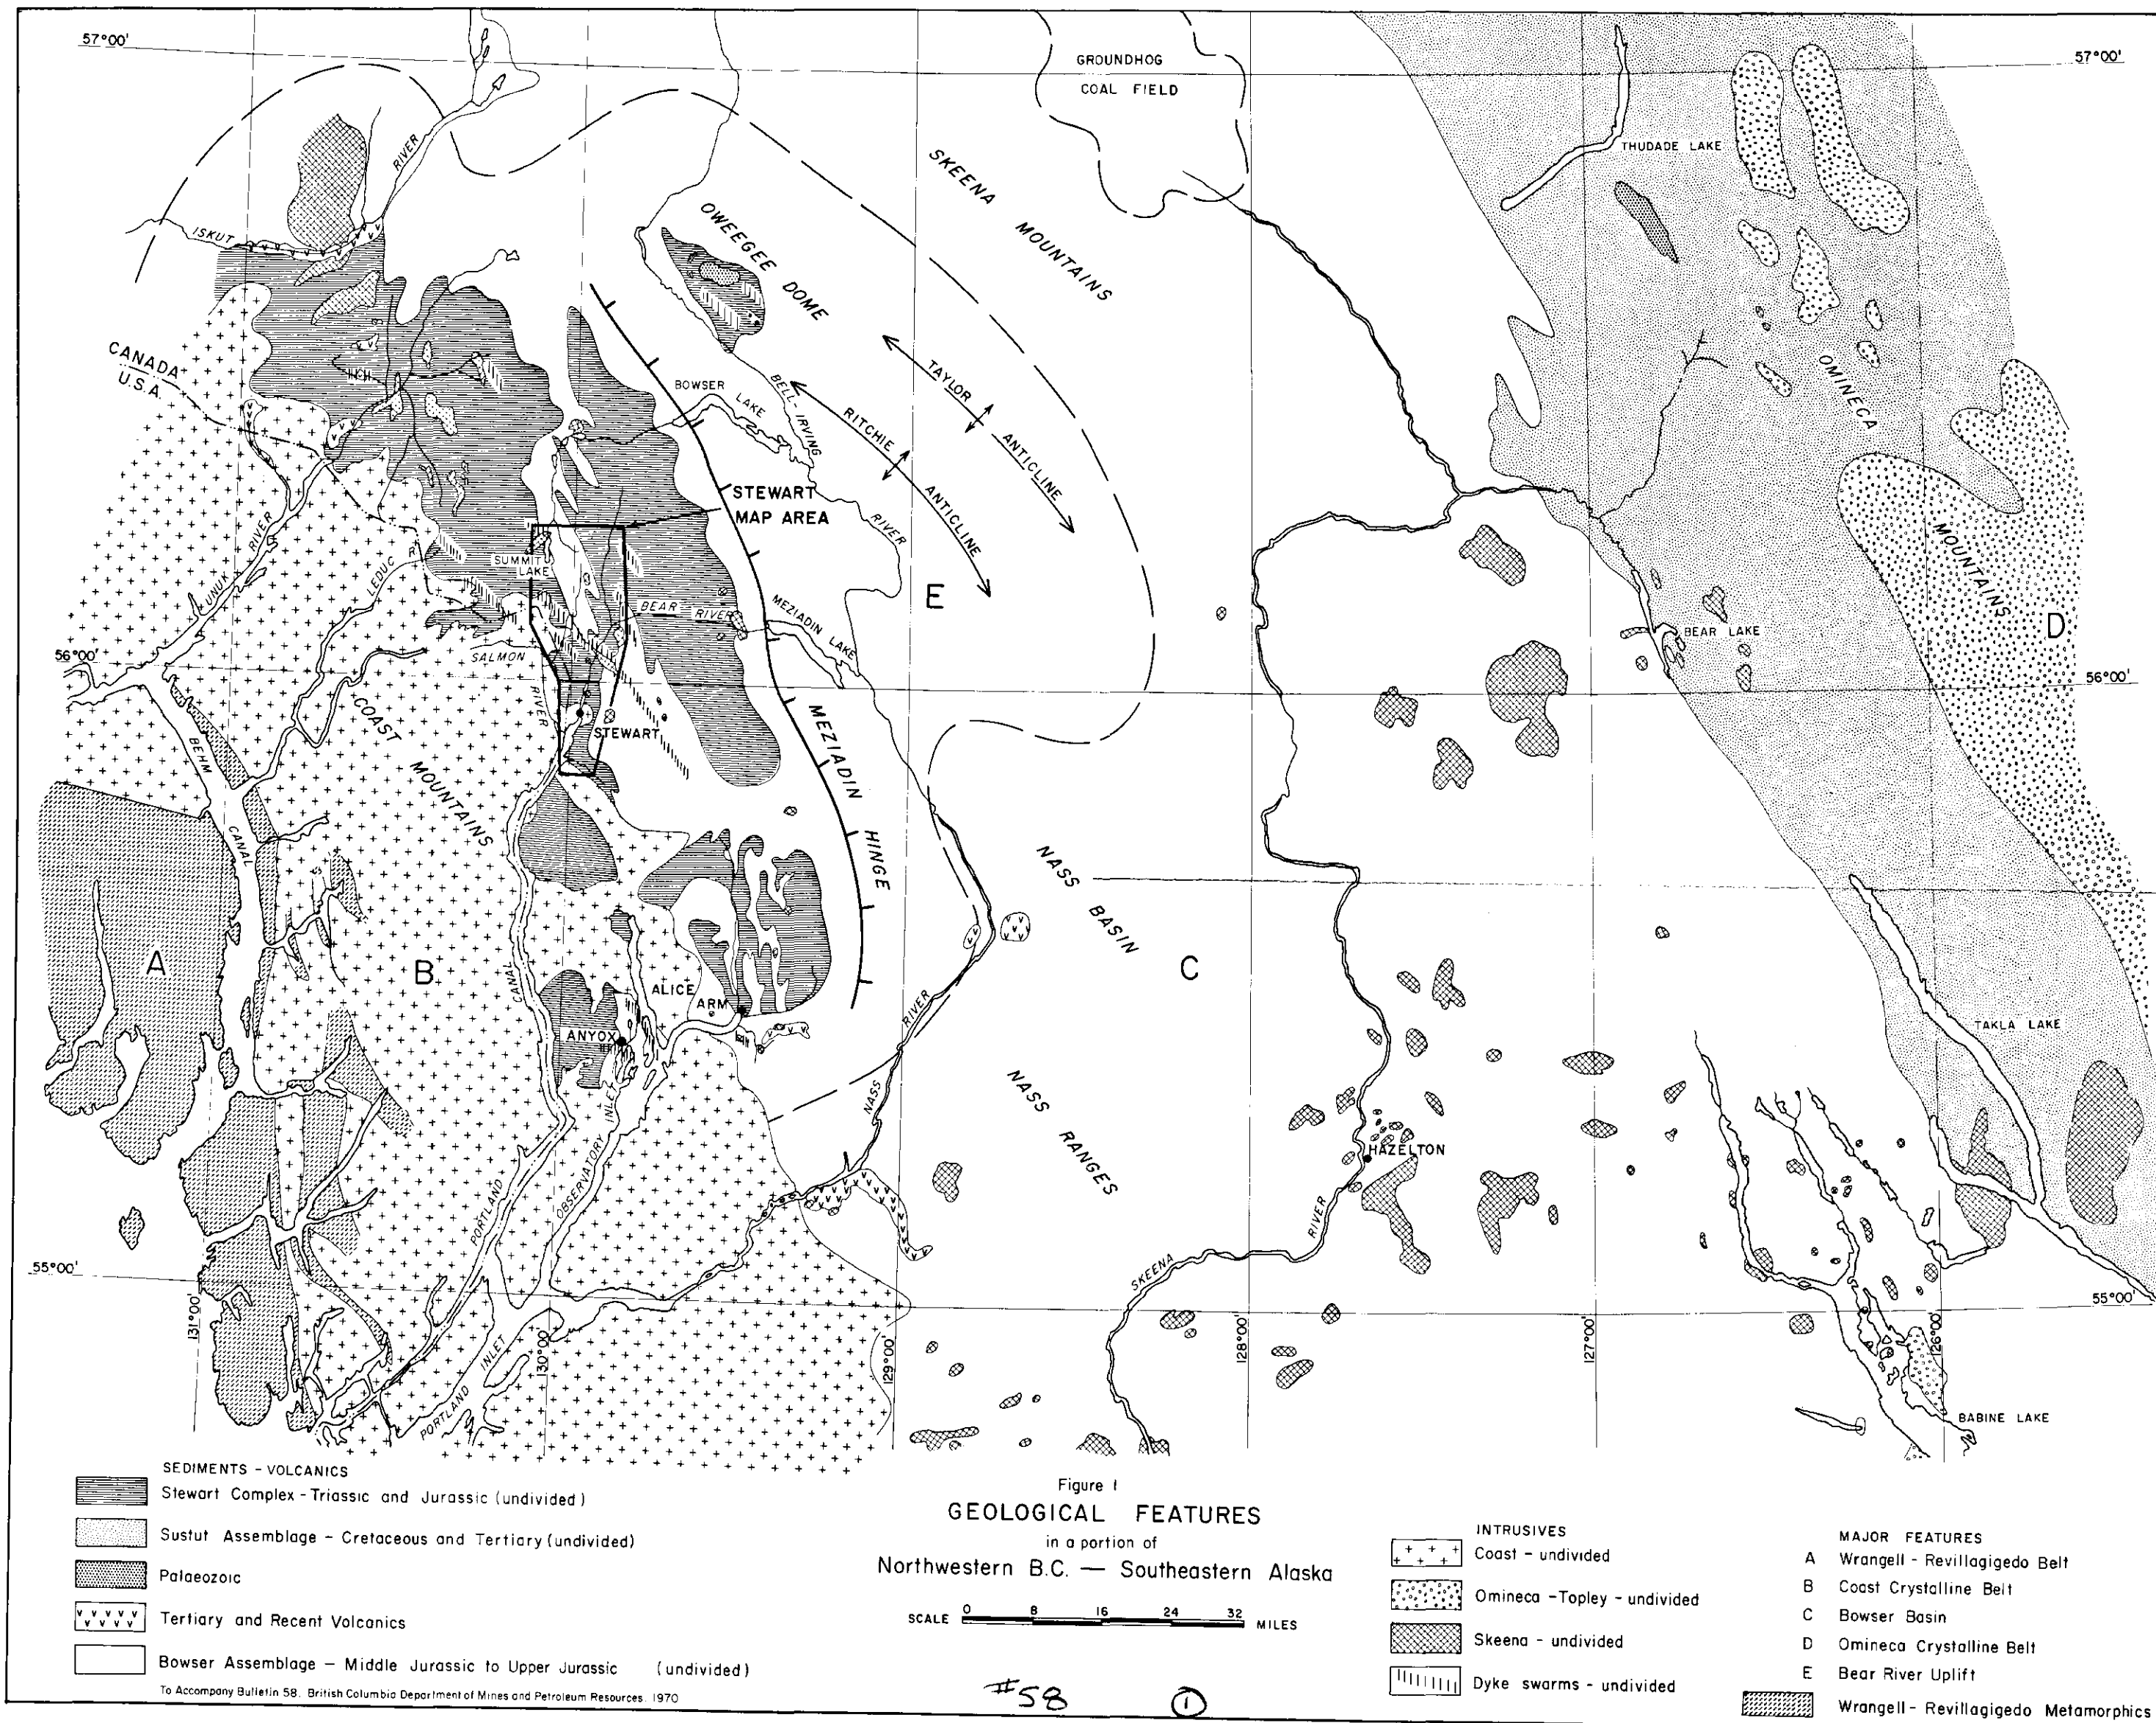 57°00'
57°00'
GROUNDHOG
COAL FIELD
THUDADE LAKE
SKEENA
MOUNTAINS
RIVER
ISKUT
OWEEGEE DOME
CANADA
U.S.A.
BOWSER
LAKE
BELL-IRVING
RIVER
TAYLOR
ANTICLINE
RITCHIE
ANTICLINE
OMINECA
MOUNTAINS
STEWART
MAP AREA
SUMMIT
LAKE
UNUK
RIVER
LEDUC
R.
E
D
BEAR RIVER
MEZIADIN LAKE
BEAR LAKE
SALMON
RIVER
56°00'
56°00'
STEWART
COAST
MOUNTAINS
BEHM
CANAL
MEZIADIN
HINGE
NASS
BASIN
A
B
C
CANAL
ALICE
ARM
ANYOX
RIVER
NASS
TAKLA LAKE
NASS
RANGES
HAZELTON
PORTLAND
OBSERVATORY
INLET
RIVER
SKEENA
55°00'
55°00'
131°00'
130°00'
129°00'
128°00'
127°00'
126°00'
PORTLAND
INLET
BABINE LAKE
SEDIMENTS - VOLCANICS
Stewart Complex - Triassic and Jurassic (undivided)
Sustut Assemblage - Cretaceous and Tertiary (undivided)
Palaeozoic
Tertiary and Recent Volcanics
Bowser Assemblage - Middle Jurassic to Upper Jurassic (undivided)
To Accompany Bulletin 58, British Columbia Department of Mines and Petroleum Resources, 1970
Figure 1
GEOLOGICAL FEATURES
in a portion of
Northwestern B.C. — Southeastern Alaska
SCALE 0 8 16 24 32 MILES
#58 1
INTRUSIVES
Coast - undivided
Omineca - Topley - undivided
Skeena - undivided
Dyke swarms - undivided
MAJOR FEATURES
A Wrangell - Revillagigedo Belt
B Coast Crystalline Belt
C Bowser Basin
D Omineca Crystalline Belt
E Bear River Uplift
Wrangell - Revillagigedo Metamorphics